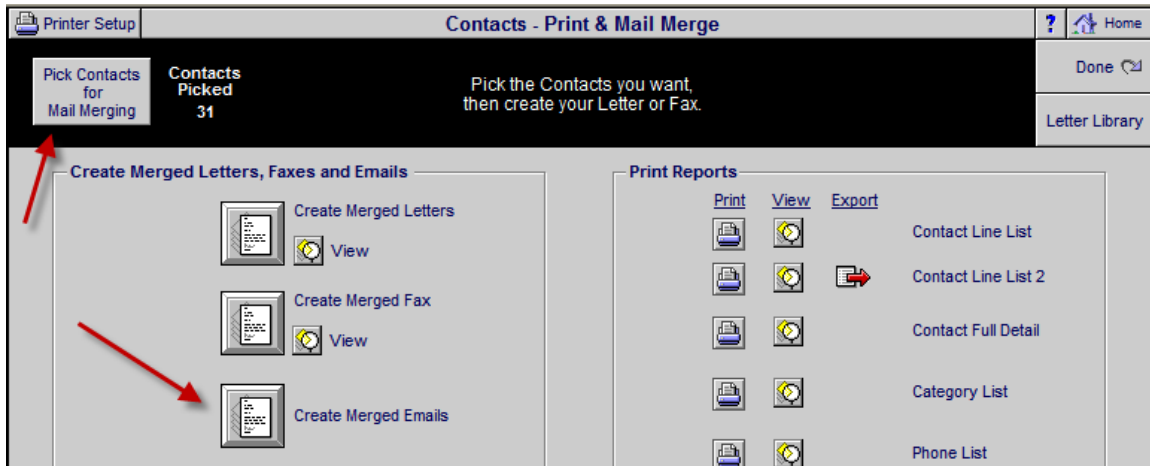 Printer Setup
Contacts - Print & Mail Merge
?
Home
Pick Contacts
for
Mail Merging
Contacts
Picked
31
Pick the Contacts you want,
then create your Letter or Fax.
Done
Letter Library
Create Merged Letters, Faxes and Emails
Create Merged Letters
View
Create Merged Fax
View
Create Merged Emails
Print Reports
Print View Export
Contact Line List
Contact Line List 2
Contact Full Detail
Category List
Phone List